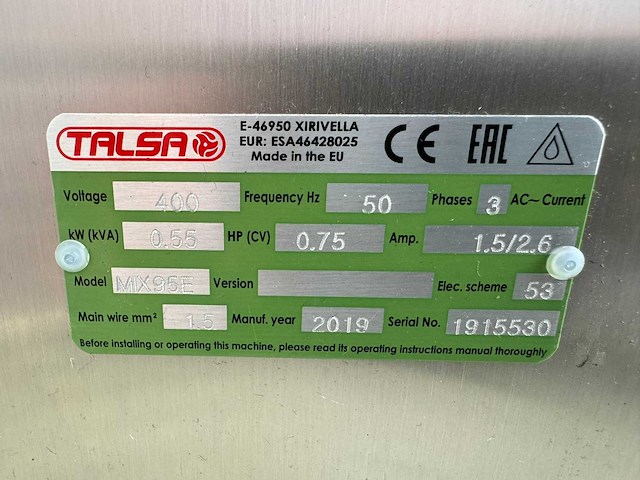 TALSA
E-46950 XIRIVELLA
EUR: ESA46428025
Made in the EU
CE EAC
Voltage 400 Frequency Hz 50 Phases 3 AC~ Current
kW (kVA) 0.55 HP (CV) 0.75 Amp. 1.5/2.6
Model MIX95E Version Elec. scheme 53
Main wire mm² 1.5 Manuf. year 2019 Serial No. 1915530
Before installing or operating this machine, please read its operating instructions manual thoroughly